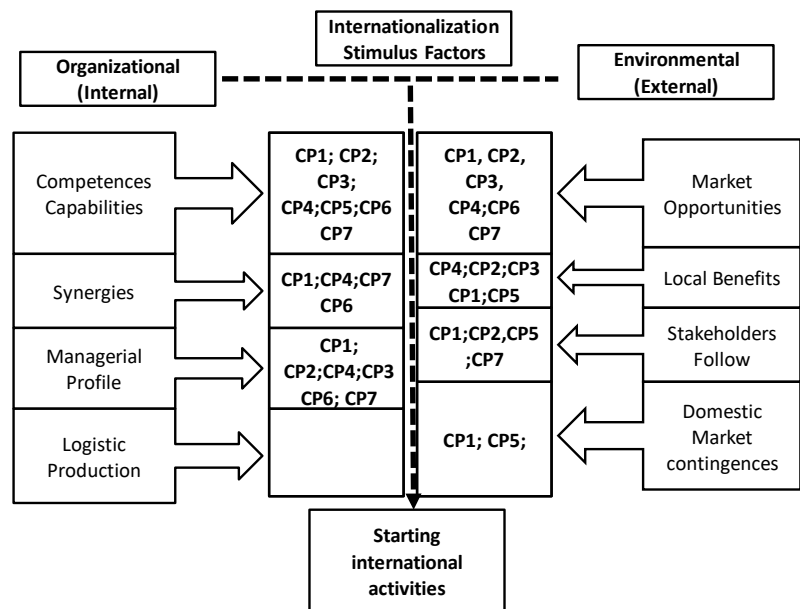 Internationalization
Stimulus Factors
Organizational
(Internal)
Environmental
(External)
Competences
Capabilities
CP1; CP2;
CP3;
CP4;CP5;CP6
CP7
CP1, CP2,
CP3,
CP4;CP6
CP7
Market
Opportunities
Synergies
CP1;CP4;CP7
CP6
CP4;CP2;CP3
CP1;CP5
Local Benefits
Managerial
Profile
CP1;
CP2;CP4;CP3
CP6; CP7
CP1;CP2,CP5
;CP7
Stakeholders
Follow
Logistic
Production
CP1; CP5;
Domestic
Market
contingences
Starting
international
activities